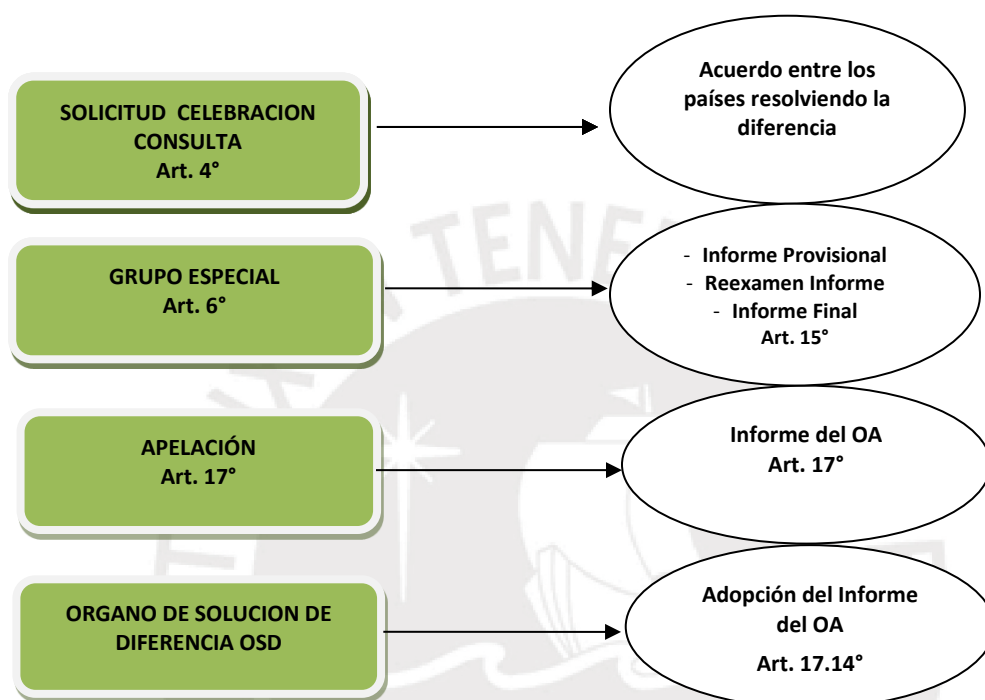 SOLICITUD CELEBRACION
CONSULTA
Art. 4°
Acuerdo entre los
países resolviendo la
diferencia
GRUPO ESPECIAL
Art. 6°
- Informe Provisional
- Reexamen Informe
- Informe Final
Art. 15°
APELACIÓN
Art. 17°
Informe del OA
Art. 17°
ORGANO DE SOLUCION DE
DIFERENCIA OSD
Adopción del Informe
del OA
Art. 17.14°
TENE